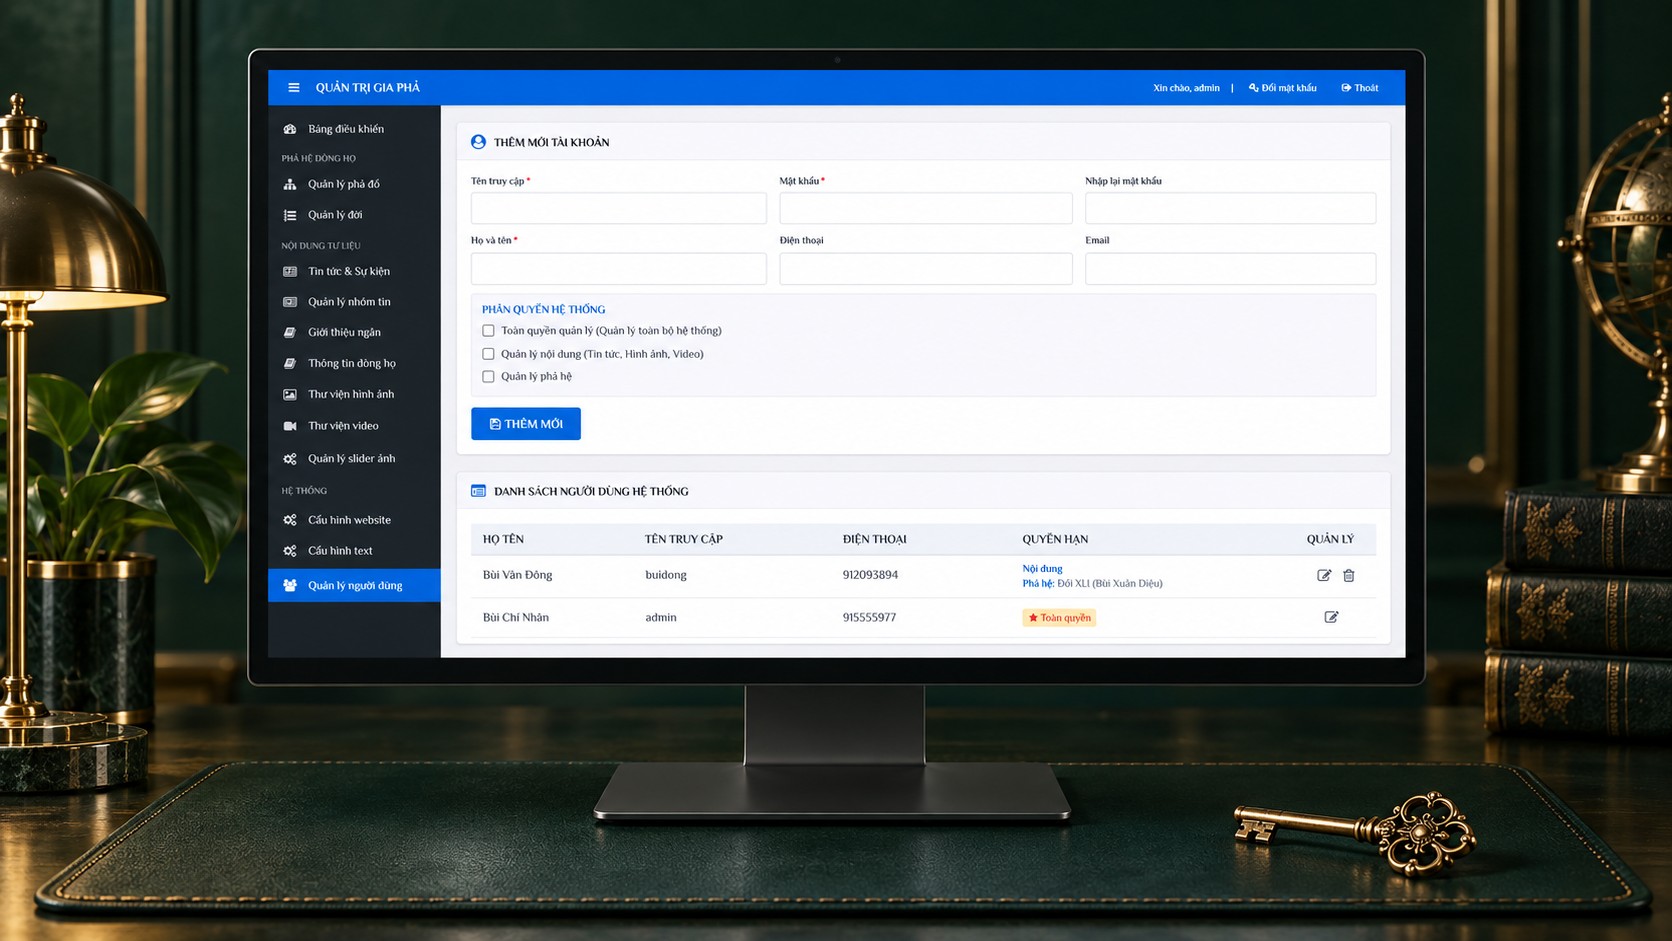 QUẢN TRỊ GIA PHẢ
Xin chào, admin | Đổi mật khẩu Thoát
Bảng điều khiển
PHẢ HỆ DÒNG HỌ
Quản lý phả đồ
Quản lý đời
NỘI DUNG TƯ LIỆU
Tin tức & Sự kiện
Quản lý nhóm tin
Giới thiệu ngắn
Thông tin dòng họ
Thư viện hình ảnh
Thư viện video
Quản lý slider ảnh
HỆ THỐNG
Cấu hình website
Cấu hình text
Quản lý người dùng
THÊM MỚI TÀI KHOẢN
Tên truy cập * Mật khẩu * Nhập lại mật khẩu
Họ và tên * Điện thoại Email
PHÂN QUYỀN HỆ THỐNG
Toàn quyền quản lý (Quản lý toàn bộ hệ thống)
Quản lý nội dung (Tin tức, Hình ảnh, Video)
Quản lý phả hệ
THÊM MỚI
DANH SÁCH NGƯỜI DÙNG HỆ THỐNG
HỌ TÊN TÊN TRUY CẬP ĐIỆN THOẠI QUYỀN HẠN QUẢN LÝ
Bùi Văn Đông buidong 912093894 Nội dung
Phả hệ: Đời XLI (Bùi Xuân Diệu)
Bùi Chí Nhân admin 915555977 Toàn quyền